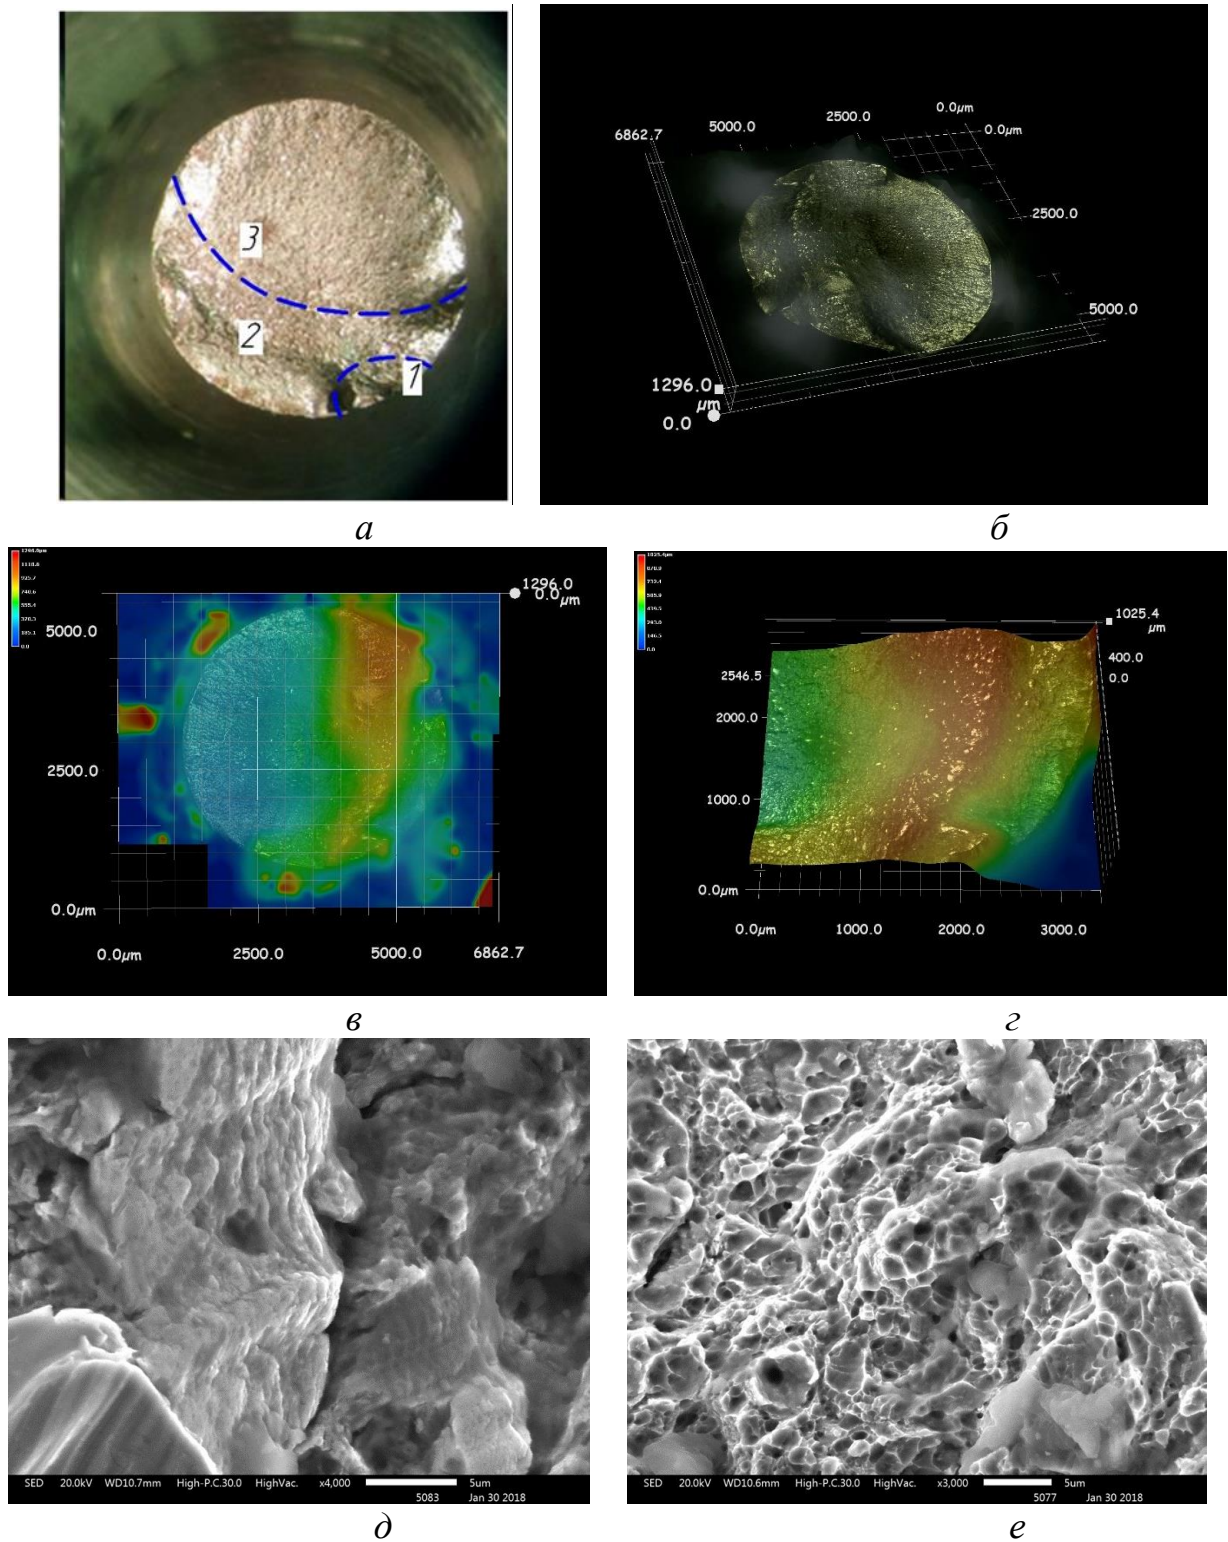 3
2
1
0.0µm
2500.0
0.0µm
5000.0
6862.7
2500.0
5000.0
1296.0
µm
0.0
а
б
1296.0
0.0µm
5000.0
2500.0
0.0µm
0.0µm
2500.0
5000.0
6862.7
1025.4
µm
2546.5
400.0
0.0
2000.0
1000.0
0.0µm
0.0µm
1000.0
2000.0
3000.0
в
г
SED 20.0kV WD10.7mm High-P.C.30.0 HighVac. x4,000 5um
5083 Jan 30 2018
SED 20.0kV WD10.6mm High-P.C.30.0 HighVac. x3,000 5um
5077 Jan 30 2018
д
е